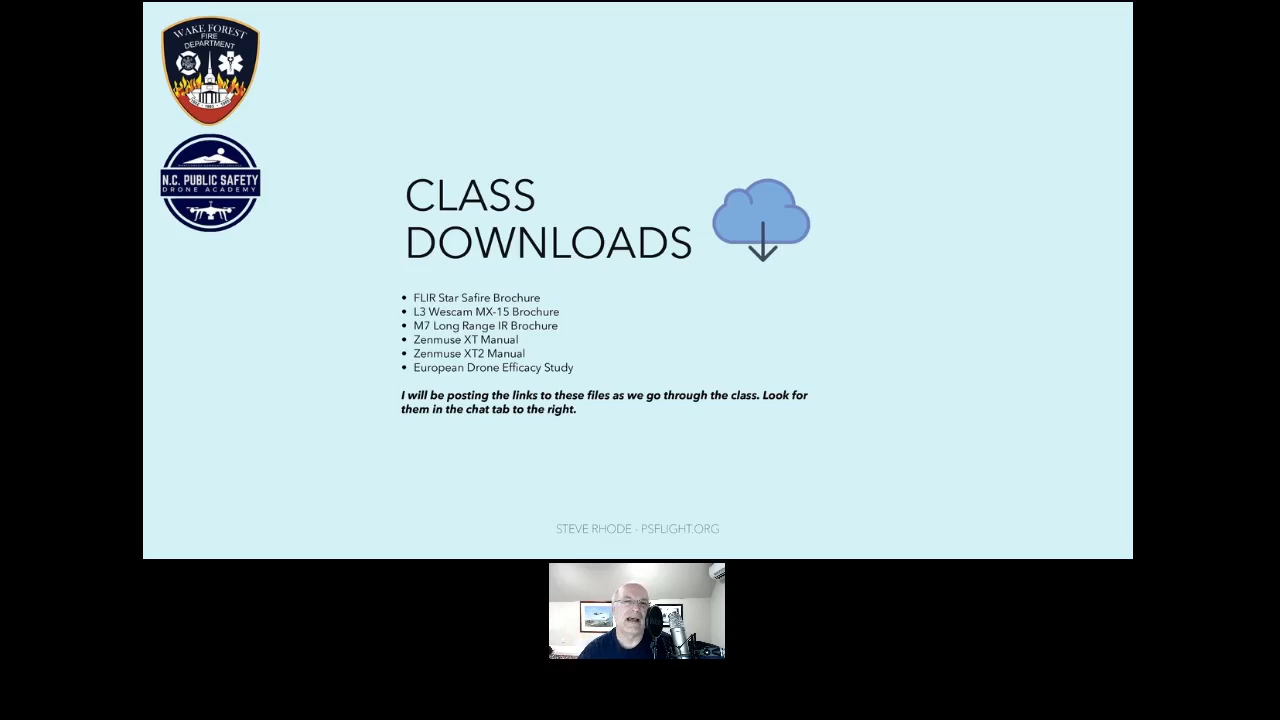 WAKE FOREST
FIRE
DEPARTMENT
N.C. PUBLIC SAFETY
DRONE ACADEMY
CLASS
DOWNLOADS
• FLIR Star Safire Brochure
• L3 Wescam MX-15 Brochure
• M7 Long Range IR Brochure
• Zenmuse XT Manual
• Zenmuse XT2 Manual
• European Drone Efficacy Study
I will be posting the links to these files as we go through the class. Look for
them in the chat tab to the right.
STEVE RHODE - PSFLIGHT.ORG